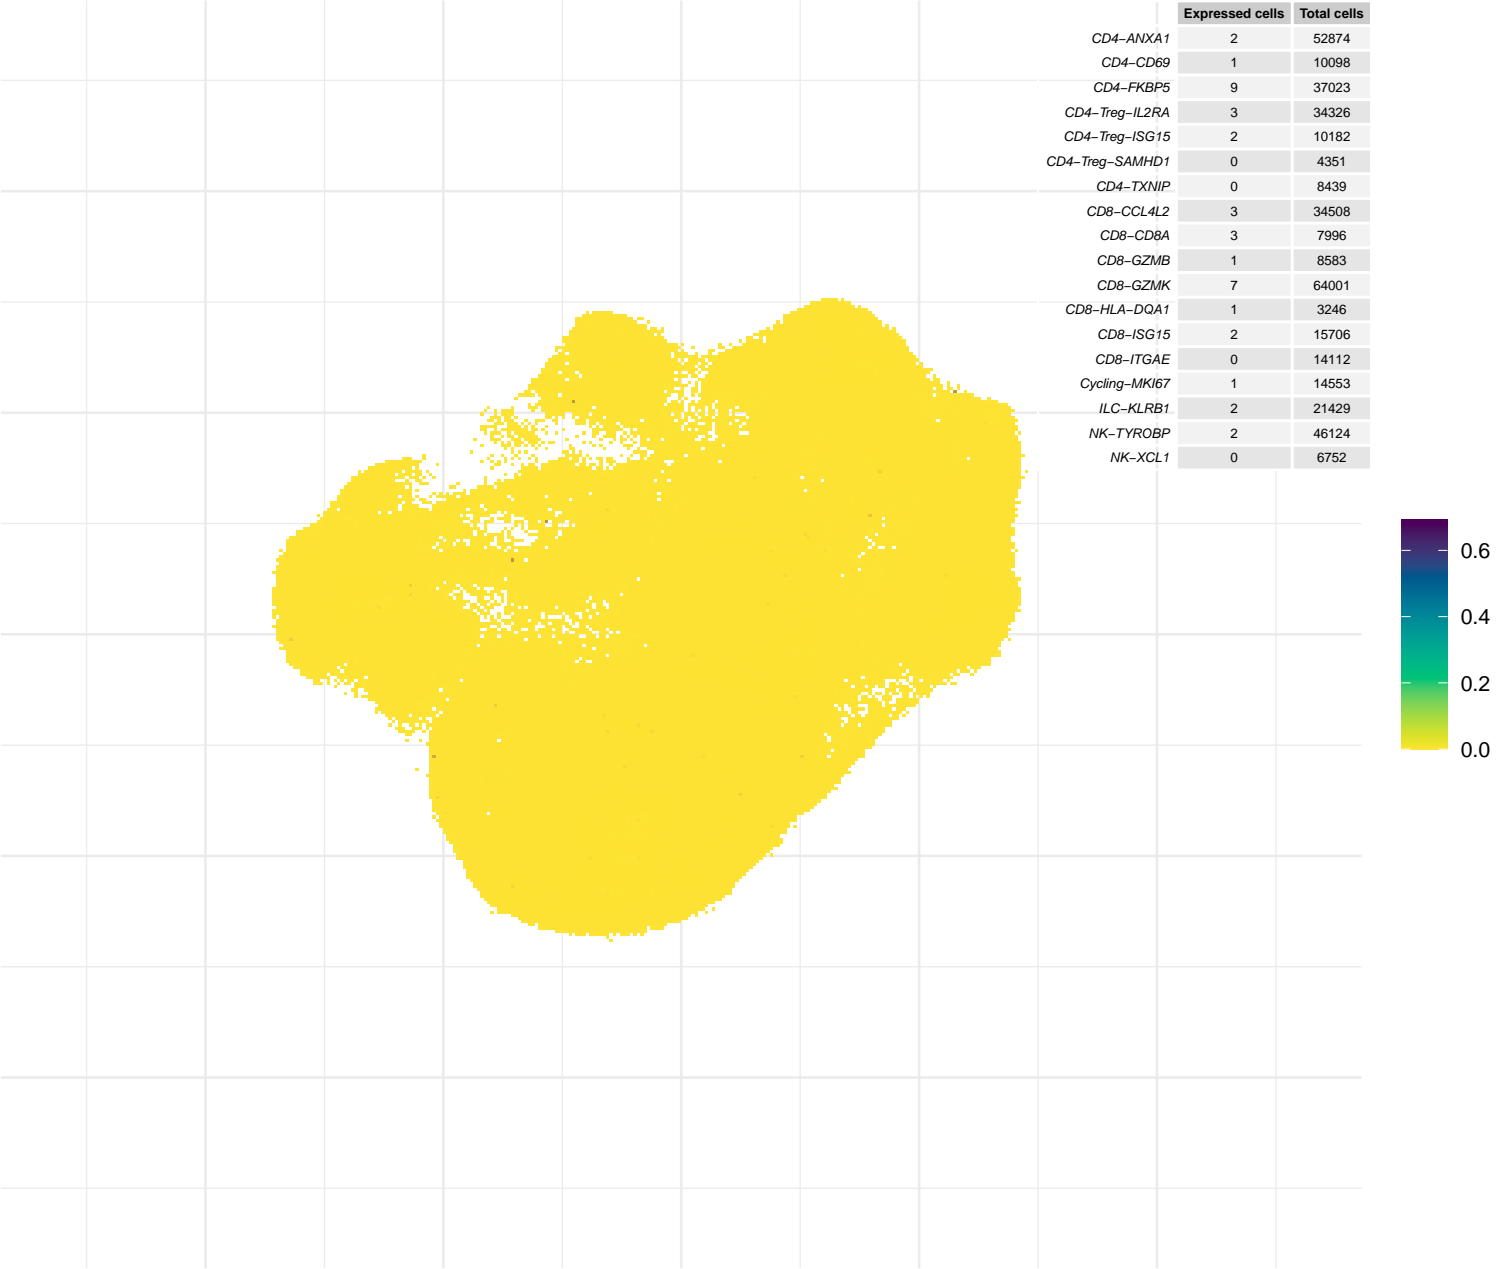 Expressed cells Total cells
CD4−ANXA1 2 52874
CD4−CD69 1 10098
CD4−FKBP5 9 37023
CD4−Treg−IL2RA 3 34326
CD4−Treg−ISG15 2 10182
CD4−Treg−SAMHD1 0 4351
CD4−TXNIP 0 8439
CD8−CCL4L2 3 34508
CD8−CD8A 3 7996
CD8−GZMB 1 8583
CD8−GZMK 7 64001
CD8−HLA−DQA1 1 3246
CD8−ISG15 2 15706
CD8−ITGAE 0 14112
Cycling−MKI67 1 14553
ILC−KLRB1 2 21429
NK−TYROBP 2 46124
NK−XCL1 0 6752
0.6
0.4
0.2
0.0